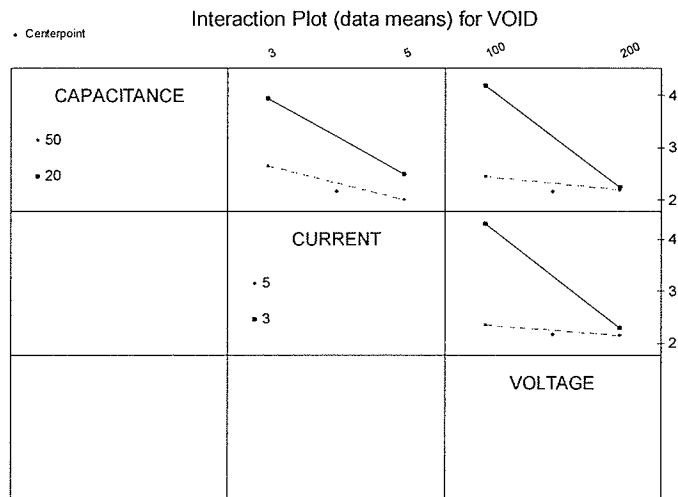 Interaction Plot (data means) for VOID
Centerpoint
3 5 100 200
CAPACITANCE
50
20
4
3
2
CURRENT
5
3
4
3
2
VOLTAGE